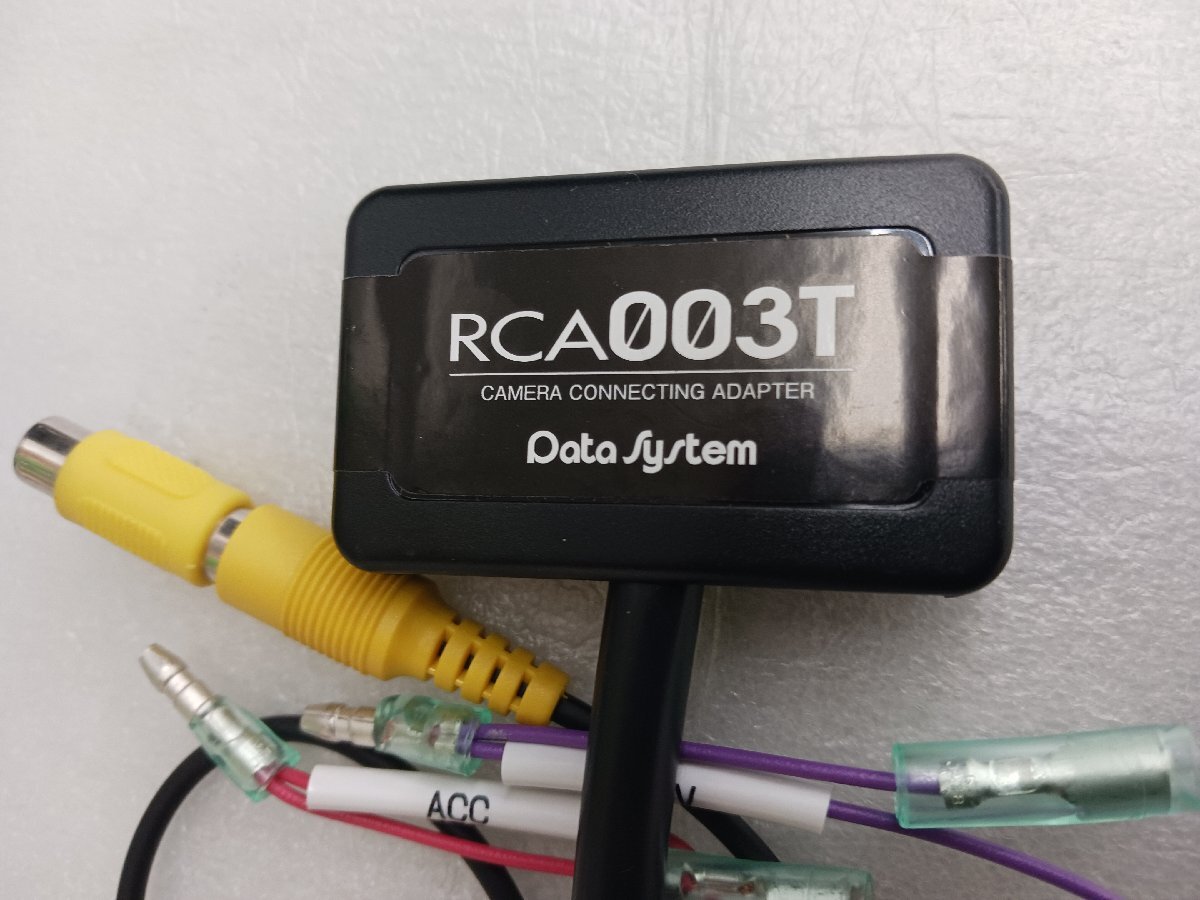 RCA003T
CAMERA CONNECTING ADAPTER
Data System
ACC